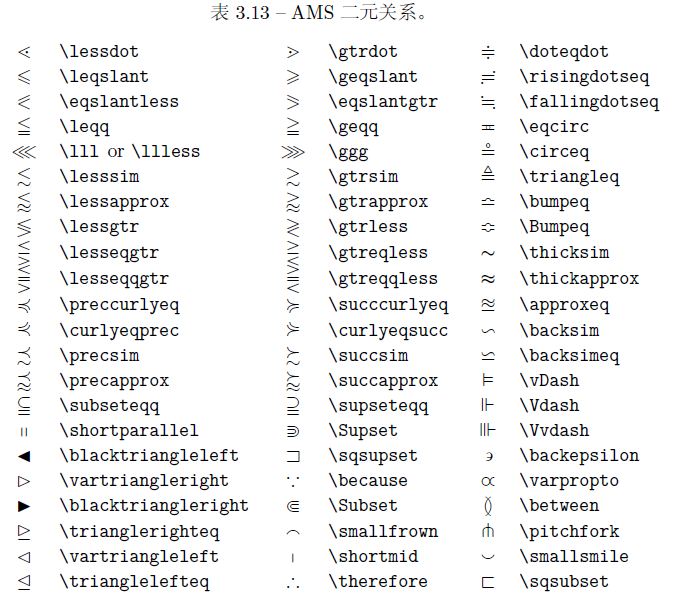 表 3.13 – AMS 二元关系。
⋖ \lessdot ⋗ \gtrdot ≑ \doteqdot
⩽ \leqslant ⩾ \geqslant ≓ \risingdotseq
⪕ \eqslantless ⪖ \eqslantgtr ≒ \fallingdotseq
≦ \leqq ≧ \geqq ≖ \eqcirc
⋘ \lll or \llless ⋙ \ggg ≗ \circeq
≲ \lesssim ≳ \gtrsim ≜ \triangleq
⪅ \lessapprox ⪆ \gtrapprox ≏ \bumpeq
≶ \lessgtr ≷ \gtrless ≎ \Bumpeq
⋚ \lesseqgtr ⋛ \gtreqless ∼ \thicksim
⪋ \lesseqqgtr ⪌ \gtreqqless ≈ \thickapprox
≼ \preccurlyeq ≽ \succcurlyeq ≊ \approxeq
⋞ \curlyeqprec ⋟ \curlyeqsucc ∽ \backsim
≾ \precsim ≿ \succsim ⋍ \backsimeq
⪷ \precapprox ⪸ \succapprox ⊨ \vDash
⫅ \subseteqq ⫆ \supseteqq ⊩ \Vdash
∥ \shortparallel ⋑ \Supset ⊪ \Vvdash
◀ \blacktriangleleft ⊐ \sqsupset ϶ \backepsilon
▷ \vartriangleright ∵ \because ∝ \varpropto
▶ \blacktriangleright ⋐ \Subset ≬ \between
⊵ \trianglerighteq ⌢ \smallfrown ⋔ \pitchfork
◁ \vartriangleleft ∣ \shortmid ⌣ \smallsmile
⊴ \trianglelefteq ∴ \therefore ⊏ \sqsubset